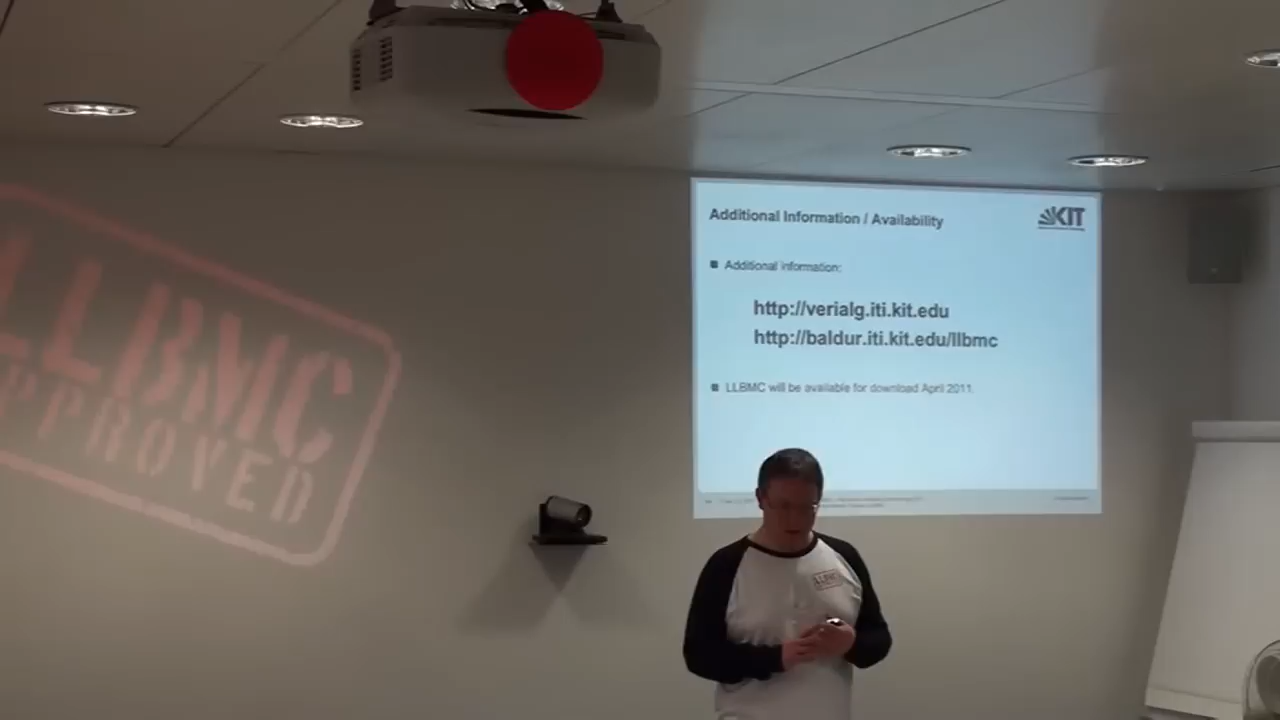 Additional Information / Availability
KIT
Additional information:
http://verialg.iti.kit.edu
http://baldur.iti.kit.edu/llbmc
LLBMC will be available for download April 2011
LLBMC
APPROVED